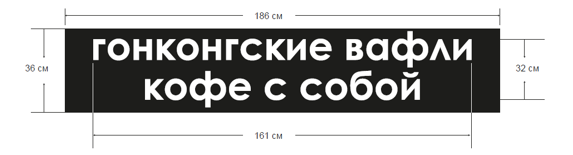 186 см
гонконгские вафли
36 см
32 см
кофе с собой
161 см